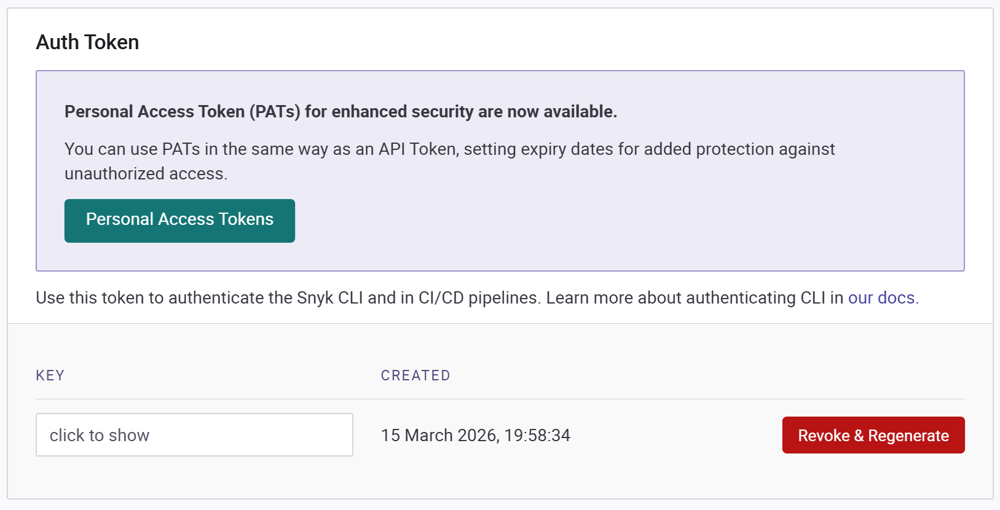 Auth Token
Personal Access Token (PATs) for enhanced security are now available.
You can use PATs in the same way as an API Token, setting expiry dates for added protection against
unauthorized access.
Personal Access Tokens
Use this token to authenticate the Snyk CLI and in CI/CD pipelines. Learn more about authenticating CLI in our docs.
KEY CREATED
click to show 15 March 2026, 19:58:34 Revoke & Regenerate